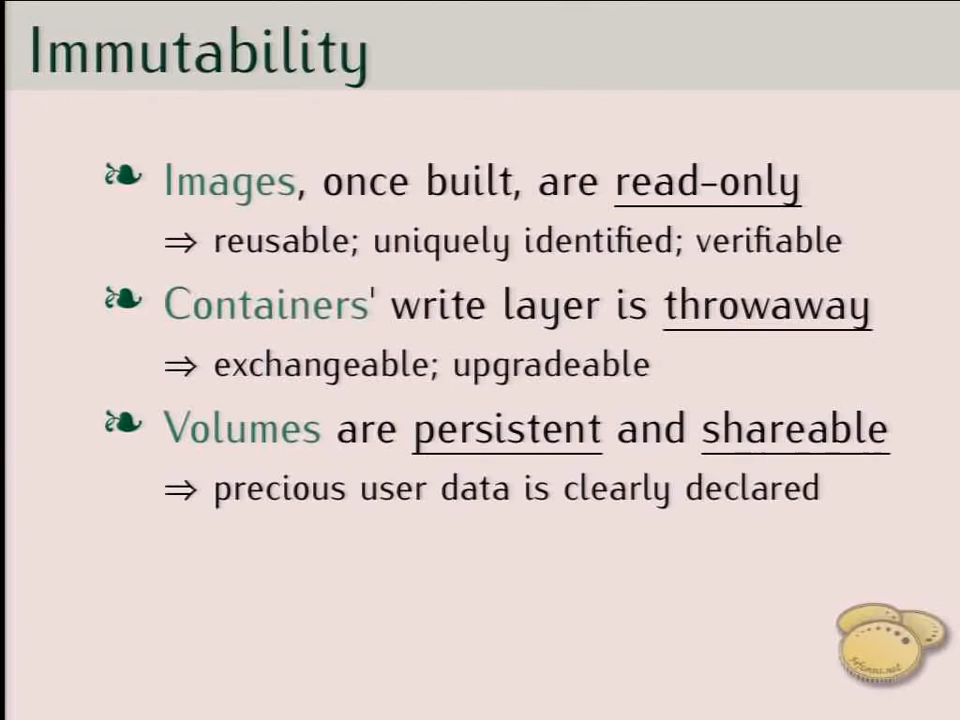 Immutability
❧ Images, once built, are read-only
⇒ reusable; uniquely identified; verifiable
❧ Containers' write layer is throwaway
⇒ exchangeable; upgradeable
❧ Volumes are persistent and shareable
⇒ precious user data is clearly declared